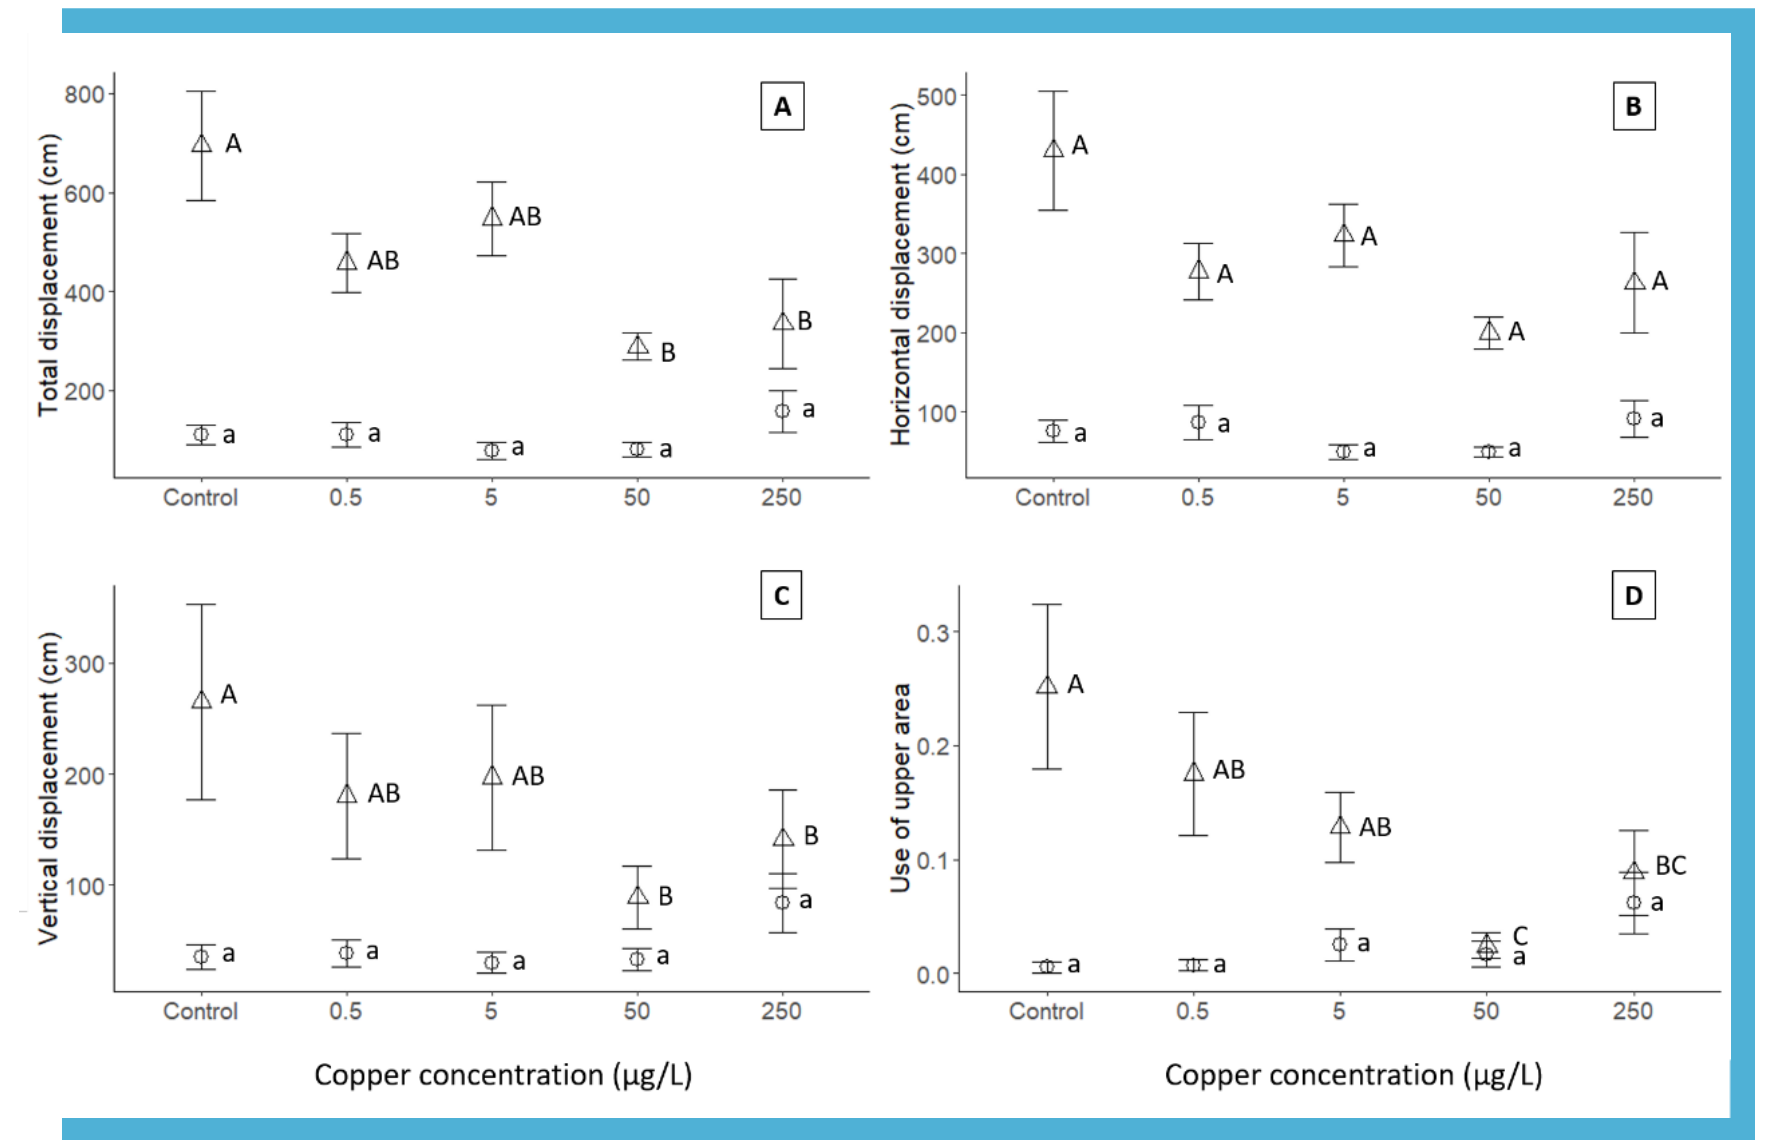 A
B
Total displacement (cm)
800
600
400
200
A
AB
AB
B
B
a
a
a
a
a
Control
0.5
5
50
250
Horizontal displacement (cm)
500
400
300
200
100
A
A
A
A
A
a
a
a
a
a
Control
0.5
5
50
250
C
D
Vertical displacement (cm)
300
200
100
A
AB
AB
B
B
a
a
a
a
a
Control
0.5
5
50
250
Copper concentration (µg/L)
Use of upper area
0.3
0.2
0.1
0.0
A
AB
AB
C
BC
a
a
a
a
a
Control
0.5
5
50
250
Copper concentration (µg/L)